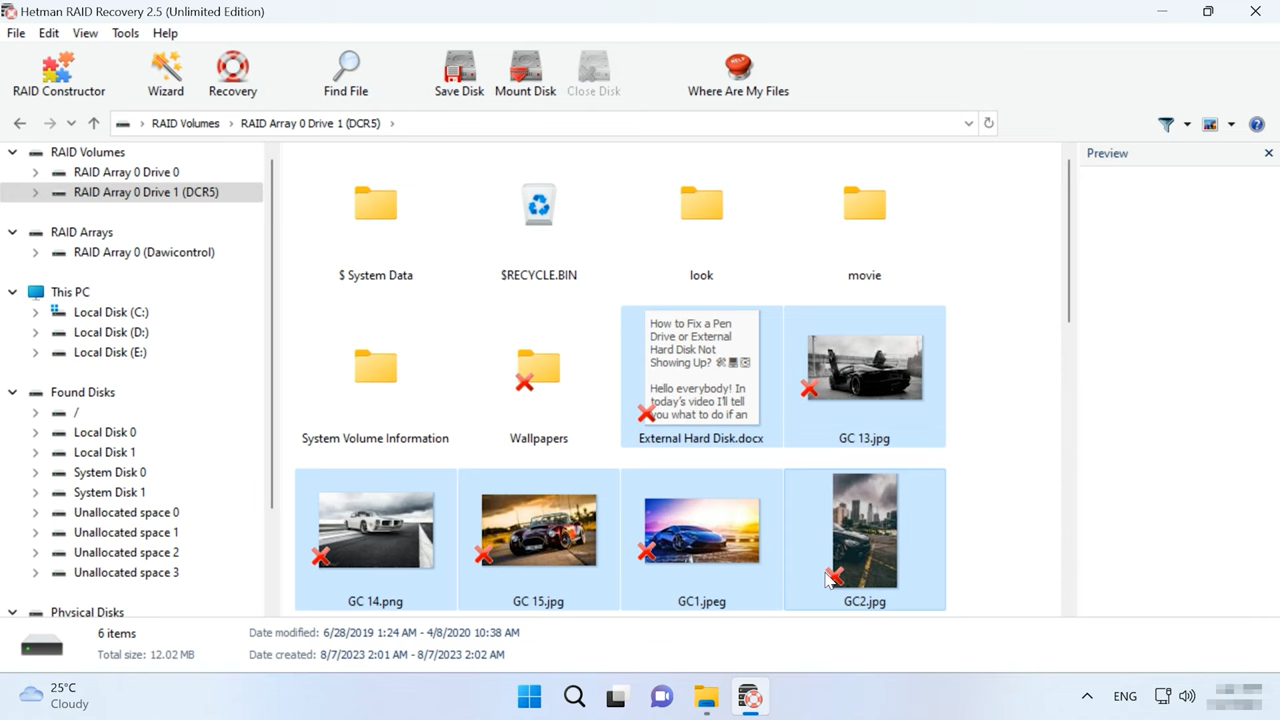 Hetman RAID Recovery 2.5 (Unlimited Edition)
File Edit View Tools Help
RAID Constructor Wizard Recovery Find File Save Disk Mount Disk Close Disk Where Are My Files
RAID Volumes > RAID Array 0 Drive 1 (DCR5) >
Preview
RAID Volumes
RAID Array 0 Drive 0
RAID Array 0 Drive 1 (DCR5)
RAID Arrays
RAID Array 0 (Dawicontrol)
This PC
Local Disk (C:)
Local Disk (D:)
Local Disk (E:)
Found Disks
/
Local Disk 0
Local Disk 1
System Disk 0
System Disk 1
Unallocated space 0
Unallocated space 1
Unallocated space 2
Unallocated space 3
Physical Disks
$ System Data $RECYCLE.BIN look movie
How to Fix a Pen
Drive or External
Hard Disk Not
Showing Up?
Hello everybody! In
today's video I'll tell
you what to do if an
System Volume Information Wallpapers External Hard Disk.docx GC 13.jpg
GC 14.png GC 15.jpg GC1.jpeg GC2.jpg
6 items Date modified: 6/28/2019 1:24 AM - 4/8/2020 10:38 AM
Total size: 12.02 MB Date created: 8/7/2023 2:01 AM - 8/7/2023 2:02 AM
25°C
Cloudy
ENG